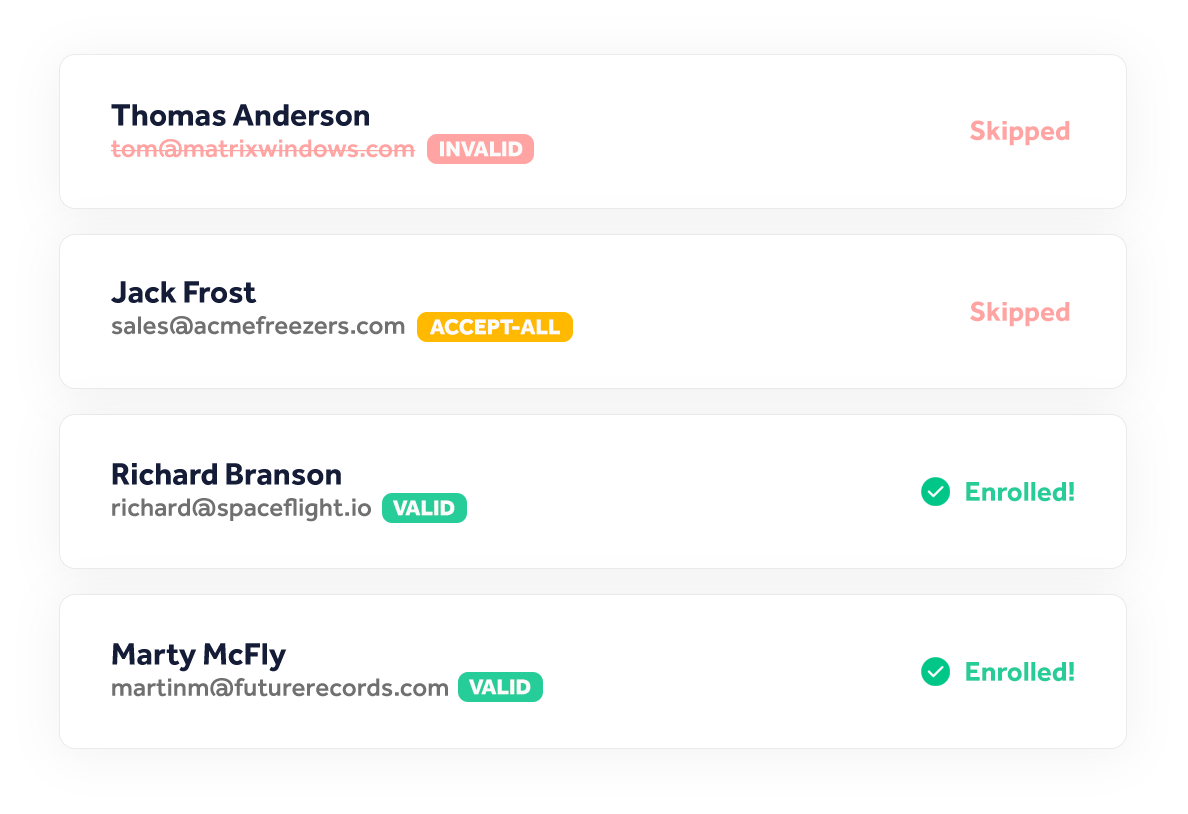 Thomas Anderson
tom@matrixwindows.com INVALID
Skipped
Jack Frost
sales@acmefreezers.com ACCEPT-ALL
Skipped
Richard Branson
richard@spaceflight.io VALID
Enrolled!
Marty McFly
martinm@futurerecords.com VALID
Enrolled!